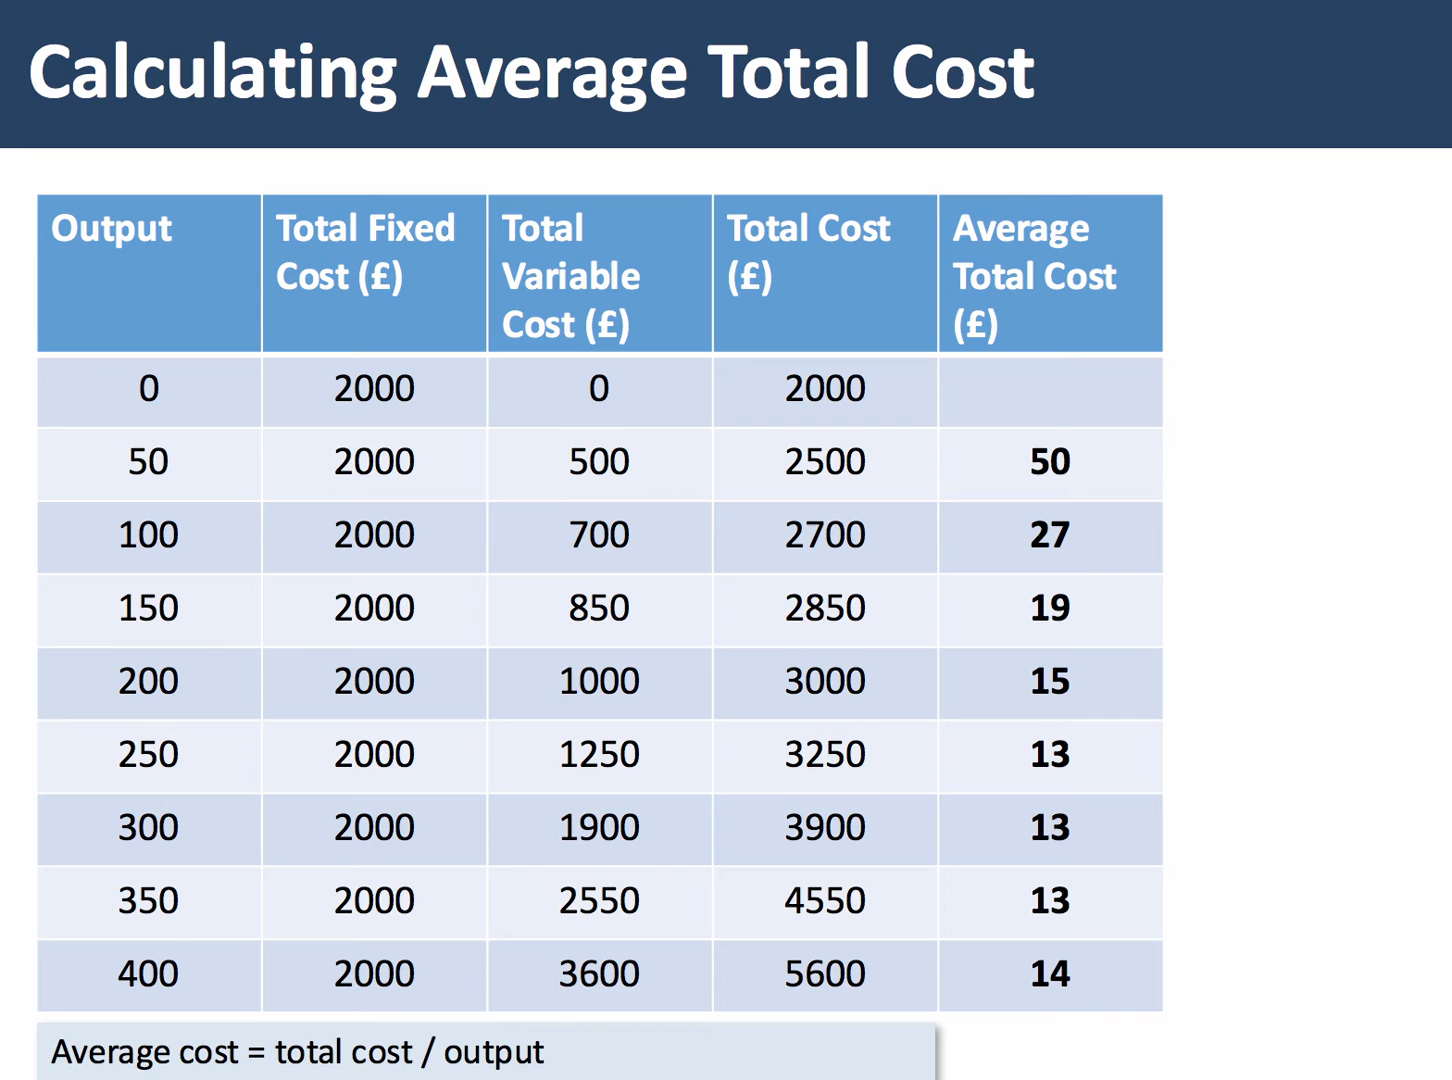 Calculating Average Total Cost
Output Total Fixed Cost (£) Total Variable Cost (£) Total Cost (£) Average Total Cost (£)
0 2000 0 2000
50 2000 500 2500 50
100 2000 700 2700 27
150 2000 850 2850 19
200 2000 1000 3000 15
250 2000 1250 3250 13
300 2000 1900 3900 13
350 2000 2550 4550 13
400 2000 3600 5600 14
Average cost = total cost / output